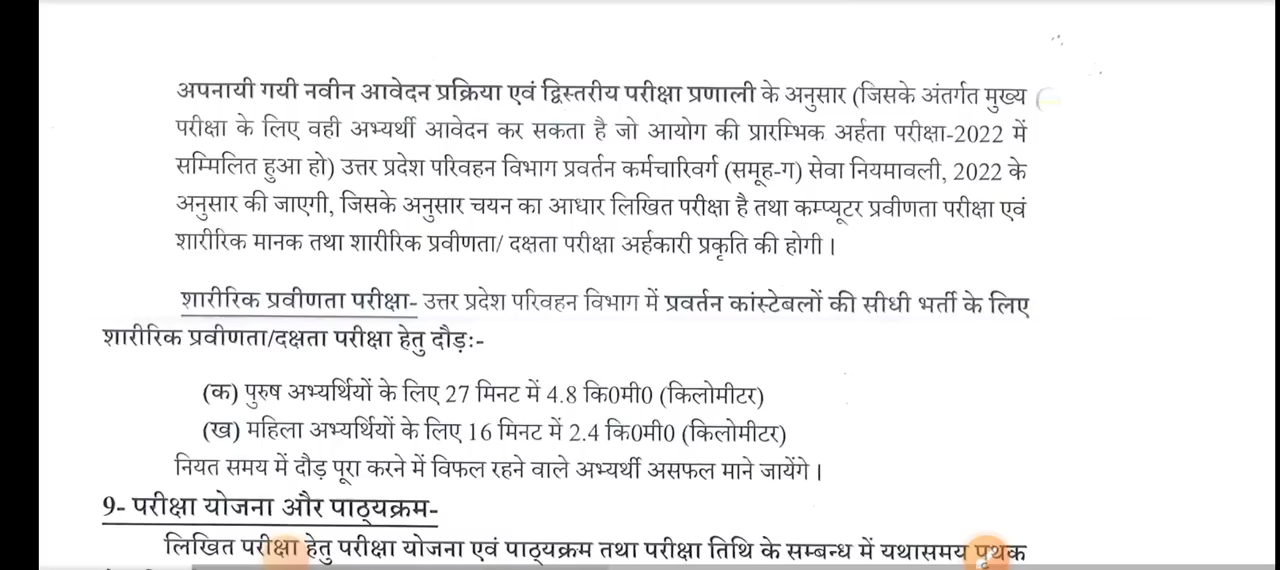 अपनायी गयी नवीन आवेदन प्रक्रिया एवं द्विस्तरीय परीक्षा प्रणाली के अनुसार (जिसके अंतर्गत मुख्य
परीक्षा के लिए वही अभ्यर्थी आवेदन कर सकता है जो आयोग की प्रारम्भिक अर्हता परीक्षा-2022 में
सम्मिलित हुआ हो) उत्तर प्रदेश परिवहन विभाग प्रवर्तन कर्मचारिवर्ग (समूह-ग) सेवा नियमावली, 2022 के
अनुसार की जाएगी, जिसके अनुसार चयन का आधार लिखित परीक्षा है तथा कम्प्यूटर प्रवीणता परीक्षा एवं
शारीरिक मानक तथा शारीरिक प्रवीणता/ दक्षता परीक्षा अर्हकारी प्रकृति की होगी।
शारीरिक प्रवीणता परीक्षा- उत्तर प्रदेश परिवहन विभाग में प्रवर्तन कांस्टेबलों की सीधी भर्ती के लिए
शारीरिक प्रवीणता/दक्षता परीक्षा हेतु दौड़ः-
(क) पुरुष अभ्यर्थियों के लिए 27 मिनट में 4.8 कि0मी0 (किलोमीटर)
(ख) महिला अभ्यर्थियों के लिए 16 मिनट में 2.4 कि0मी0 (किलोमीटर)
नियत समय में दौड़ पूरा करने में विफल रहने वाले अभ्यर्थी असफल माने जायेंगे।
9- परीक्षा योजना और पाठ्यक्रम-
लिखित परीक्षा हेतु परीक्षा योजना एवं पाठ्यक्रम तथा परीक्षा तिथि के सम्बन्ध में यथासमय पृथक